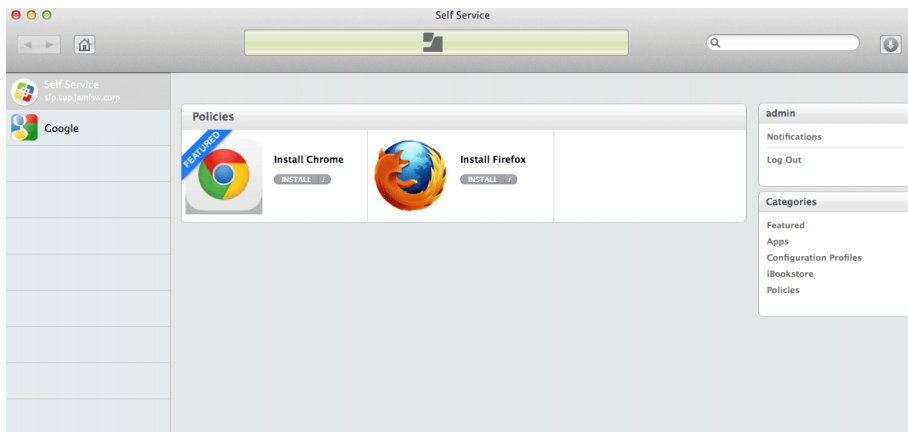 Self Service
Self Service
sfp.sup.jamfsw.corp
Google
Policies
FEATURED
Install Chrome
INSTALL i
Install Firefox
INSTALL i
admin
Notifications
Log Out
Categories
Featured
Apps
Configuration Profiles
iBookstore
Policies